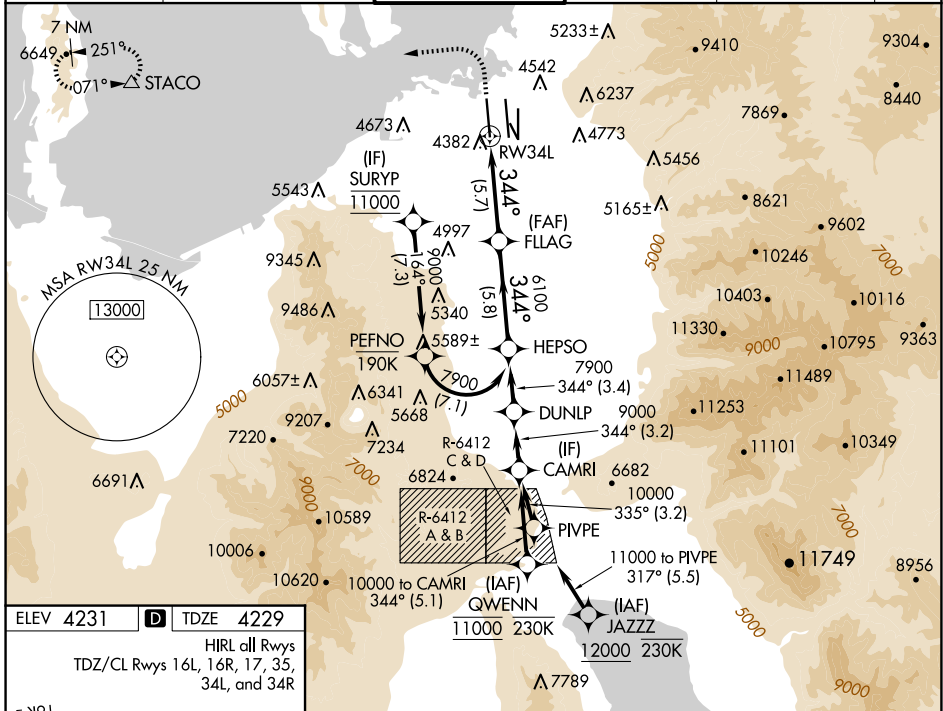 7 NM
6649
251°
071°
STACO
5233±
4542
6237
4773
5456
5165±
9410
9304
8440
7869
8621
9602
10246
7000
10403
10116
11330
9363
9000
10795
11489
11253
11101
10349
5000
4673
4382
RW34L
(IF)
SURYP
11000
344°
(5.7)
5543
4997
9000
164°
(7.3)
(FAF)
FLLAG
9345
MSA RW34L 25 NM
13000
9486
5340
6100
344°
(5.8)
PEFNO
190K
5589±
HEPSO
7900
(7.1)
7900
344° (3.4)
6057±
6341
5668
DUNLP
5000
9207
7220
7234
9000
344° (3.2)
R-6412
C & D
(IF)
CAMRI
7000
6691
6824
6682
9000
10000
335° (3.2)
R-6412
A & B
PIVPE
10589
10006
10620
10000 to CAMRI
344° (5.1)
11000 to PIVPE
317° (5.5)
7000
11749
8956
(IAF)
QWENN
11000 230K
(IAF)
JAZZZ
12000 230K
5000
7789
9000
ELEV 4231 D TDZE 4229
HIRL all Rwys
TDZ/CL Rwys 16L, 16R, 17, 35,
34L, and 34R